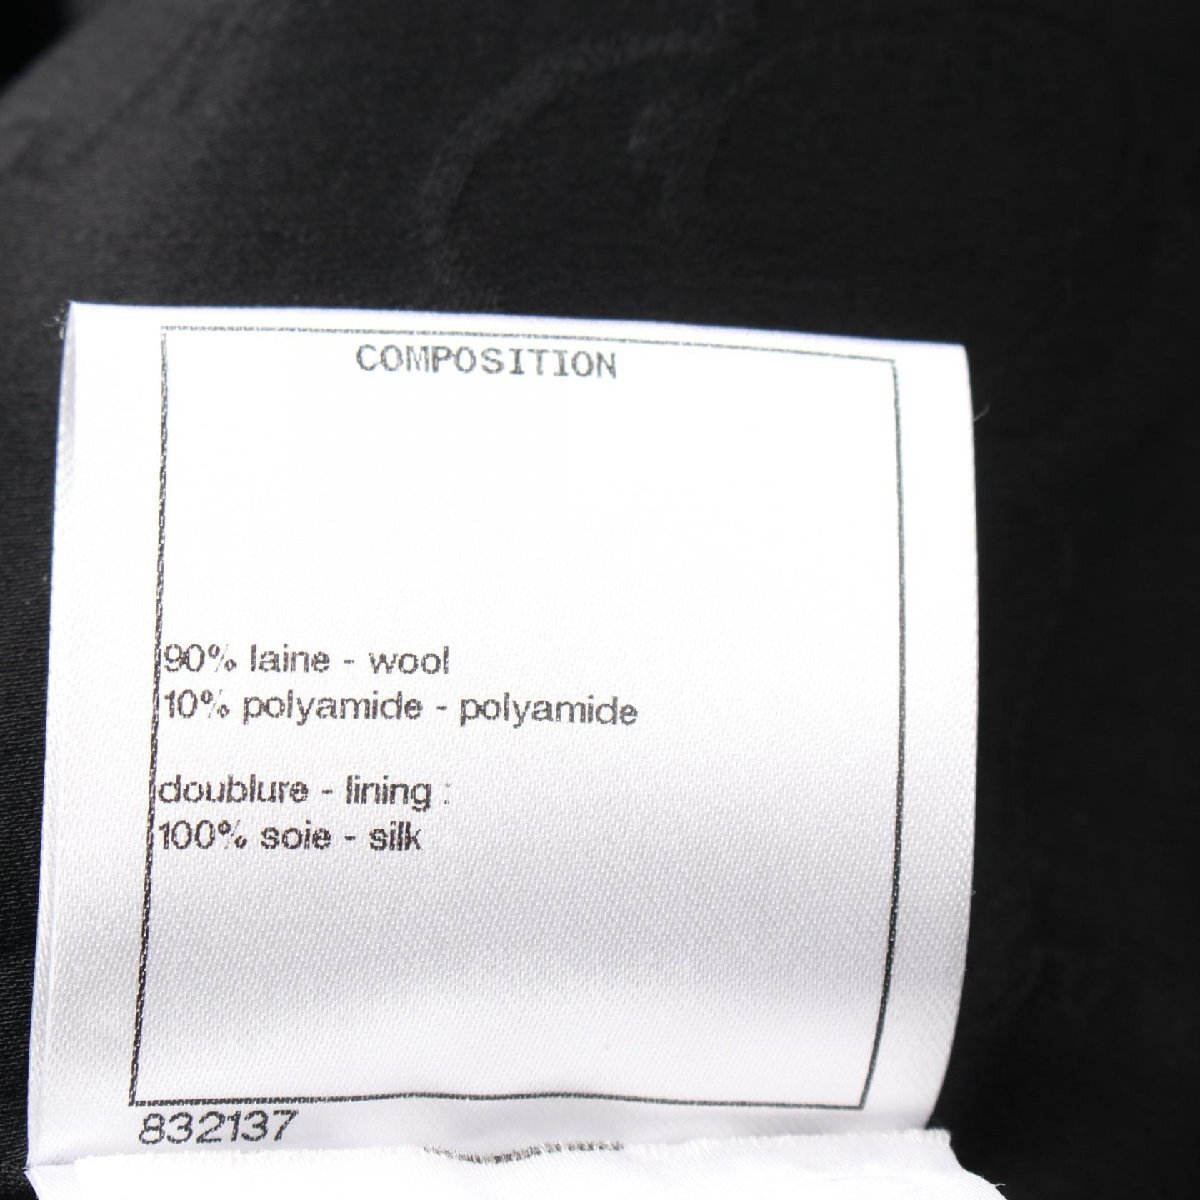 COMPOSITION
90% laine - wool
10% polyamide - polyamide
doublure - lining :
100% soie - silk
832137